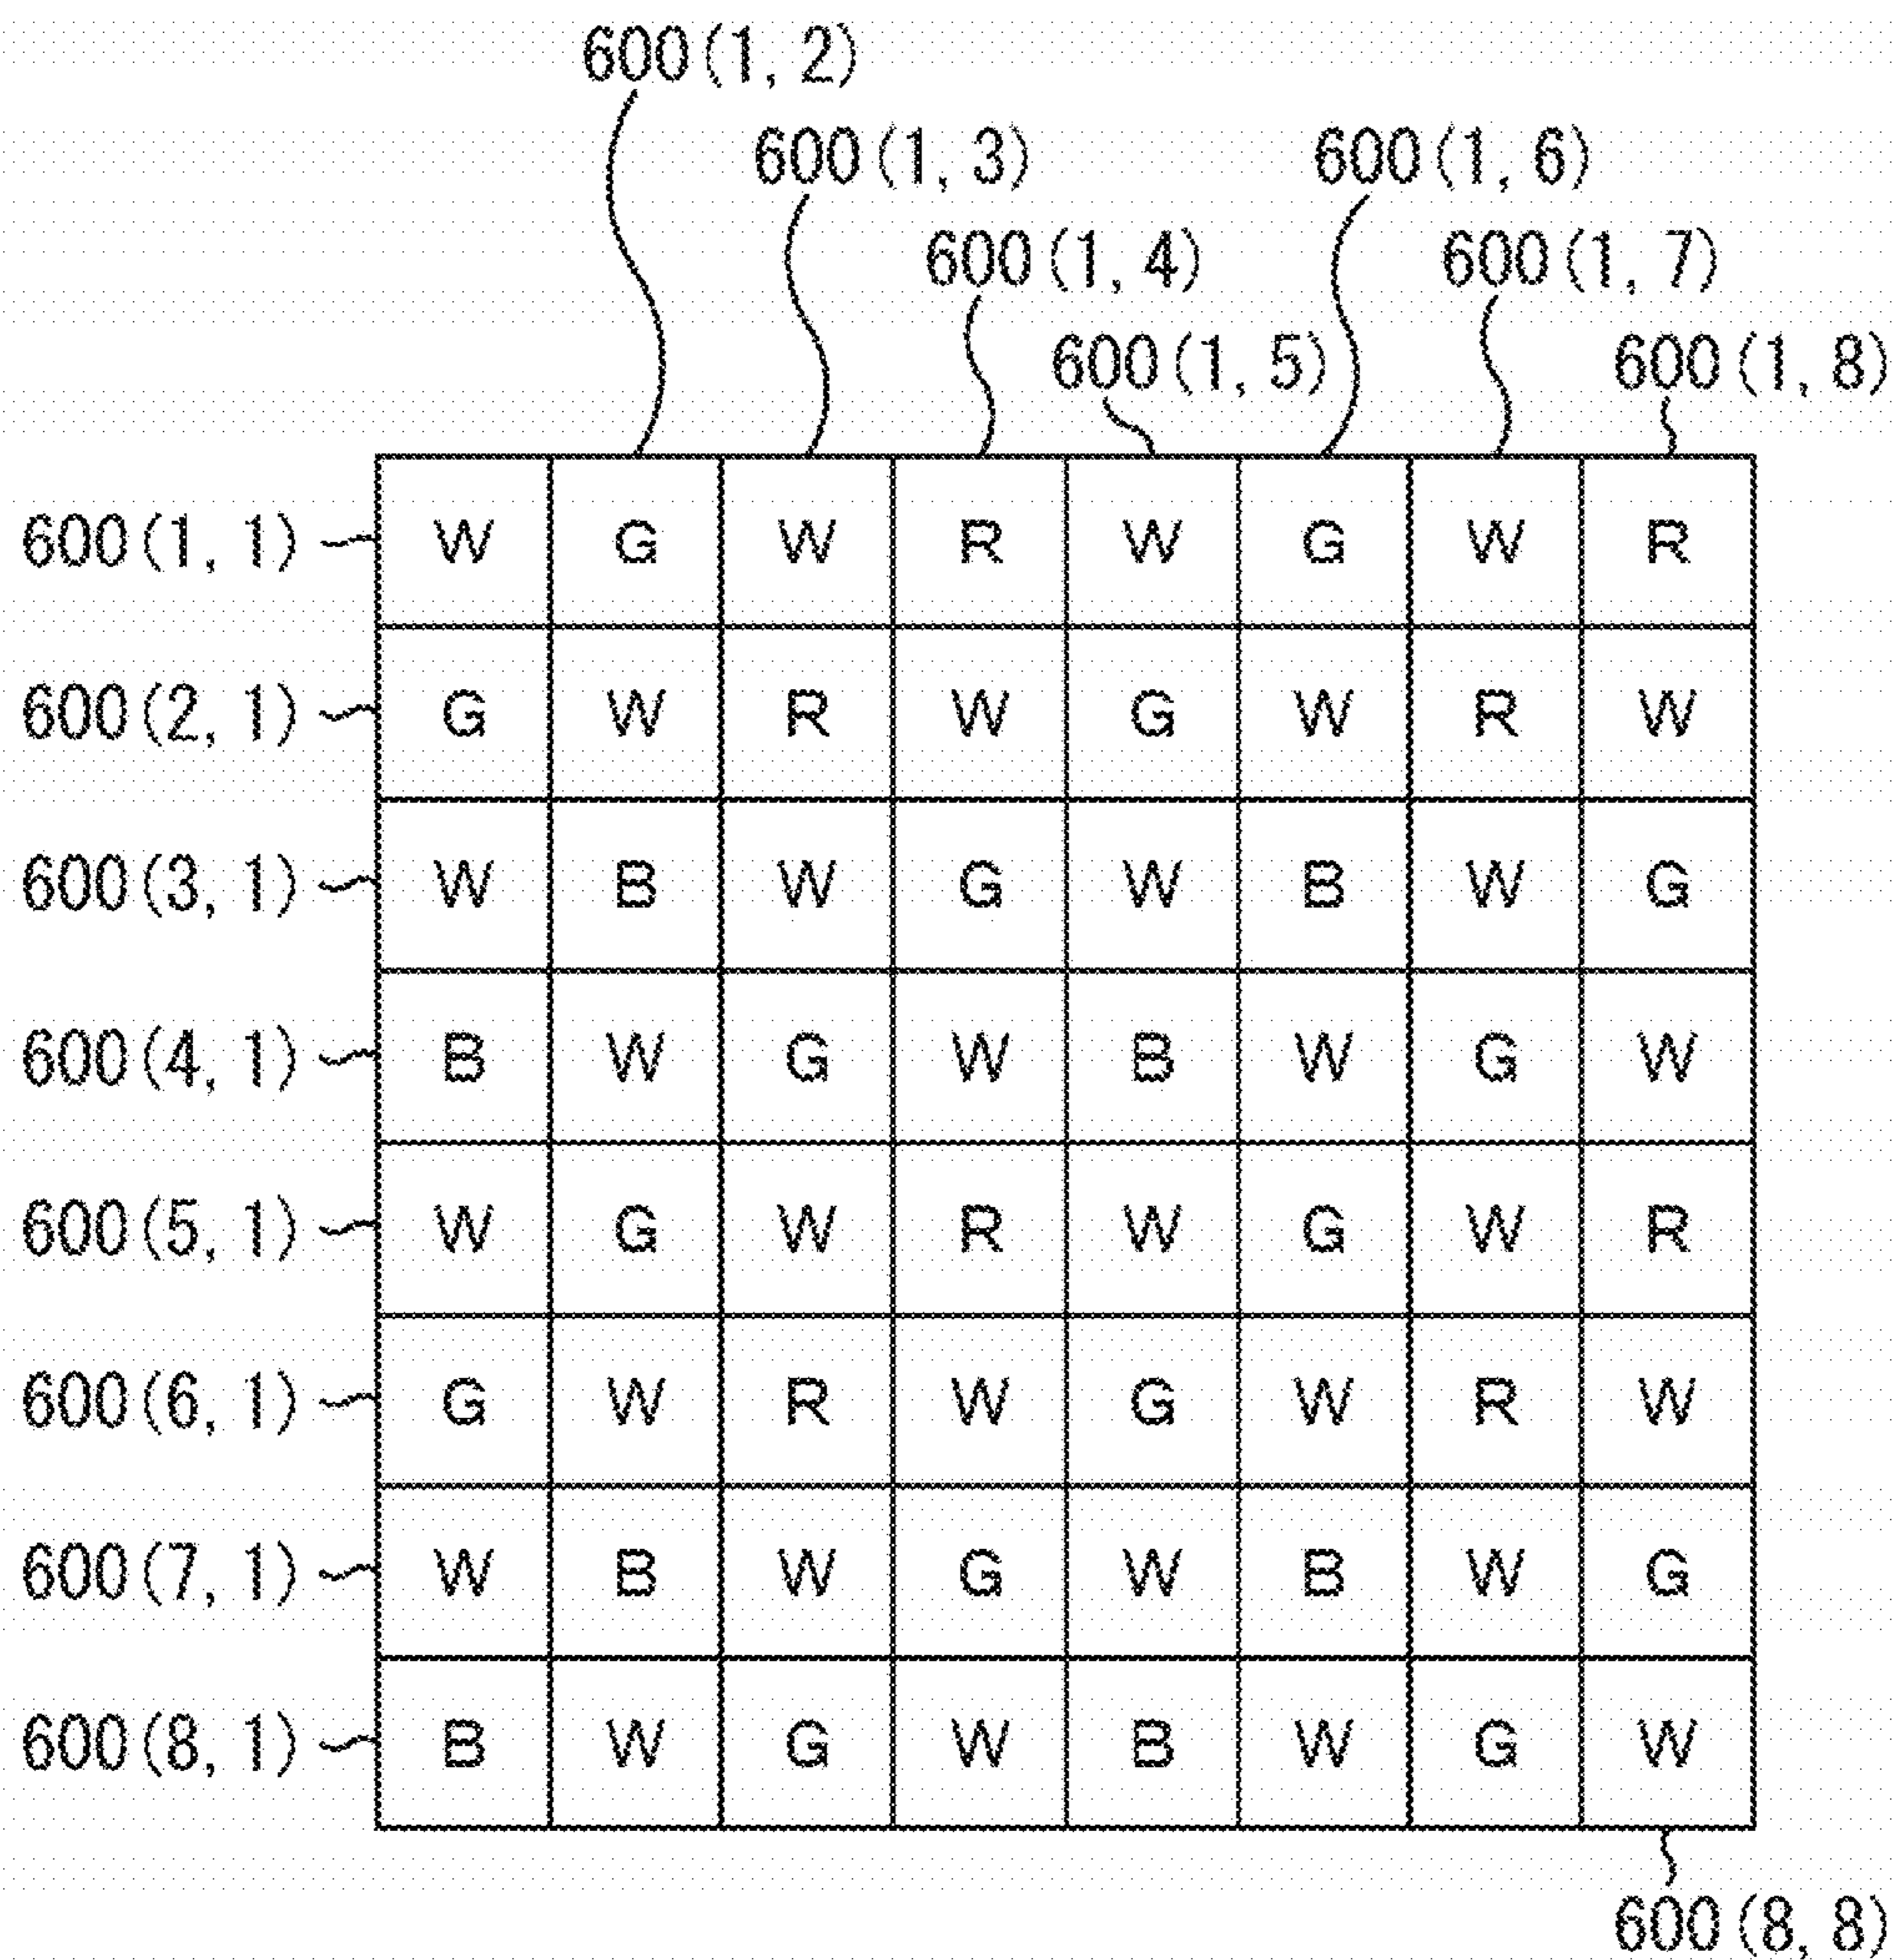 600(1, 2)
600(1, 3)
600(1, 6)
600(1, 4)
600(1, 7)
600(1, 5)
600(1, 8)
600(1, 1) W G W R W G W R
600(2, 1) G W R W G W R W
600(3, 1) W B W G W B W G
600(4, 1) B W G W B W G W
600(5, 1) W G W R W G W R
600(6, 1) G W R W G W R W
600(7, 1) W B W G W B W G
600(8, 1) B W G W B W G W
600(8, 8)